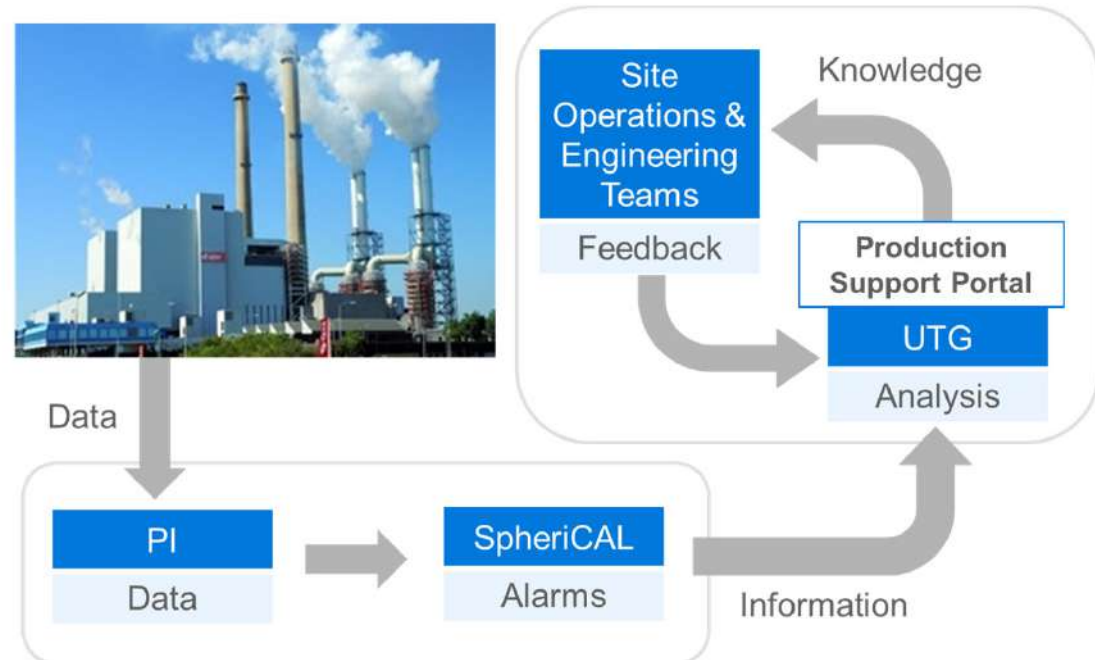 Site
Operations &
Engineering
Teams
Feedback
Knowledge
Production
Support Portal
UTG
Analysis
Data
PI
Data
SpheriCAL
Alarms
Information